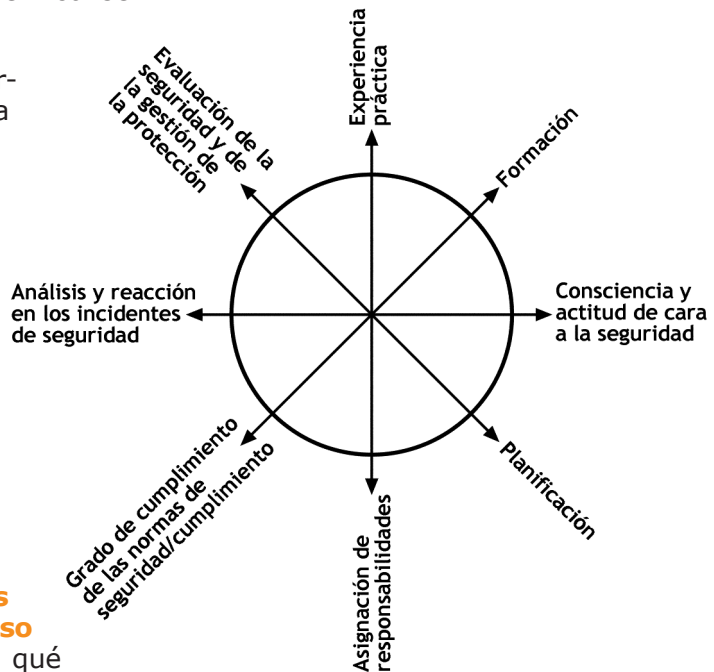 r-
a
Experiencia
práctica
Formación
Consciencia y
actitud de cara
a la seguridad
Planificación
Asignación de
responsabilidades
Grado de cumplimiento
de las normas de
seguridad/cumplimiento
Análisis y reacción
en los incidentes
de seguridad
Evaluación de la
seguridad y de
la gestión de
la protección
s
so
qué